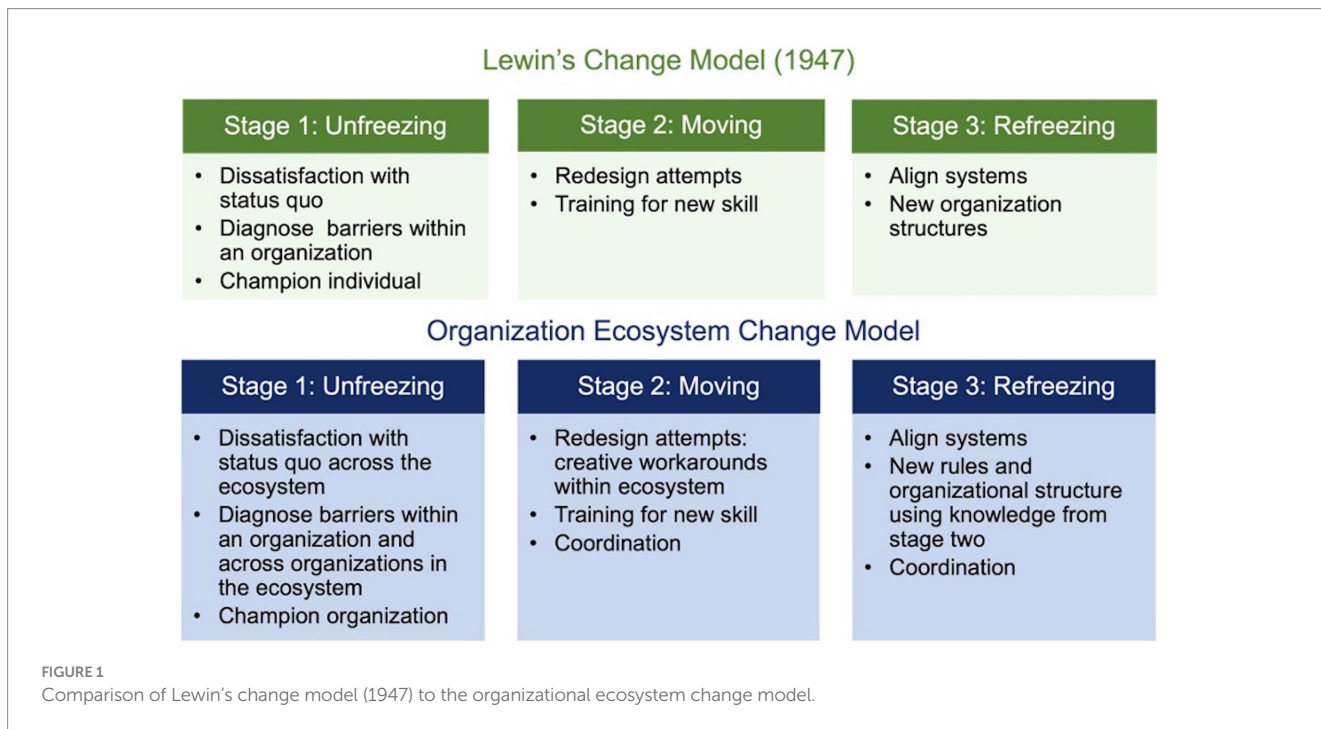 Lewin's Change Model (1947)
Stage 1: Unfreezing
• Dissatisfaction with
status quo
• Diagnose barriers within
an organization
• Champion individual
Stage 2: Moving
• Redesign attempts
• Training for new skill
Stage 3: Refreezing
• Align systems
• New organization
structures
Organization Ecosystem Change Model
Stage 1: Unfreezing
• Dissatisfaction with
status quo across the
ecosystem
• Diagnose barriers within
an organization and
across organizations in
the ecosystem
• Champion organization
Stage 2: Moving
• Redesign attempts:
creative workarounds
within ecosystem
• Training for new skill
• Coordination
Stage 3: Refreezing
• Align systems
• New rules and
organizational structure
using knowledge from
stage two
• Coordination
FIGURE 1
Comparison of Lewin's change model (1947) to the organizational ecosystem change model.